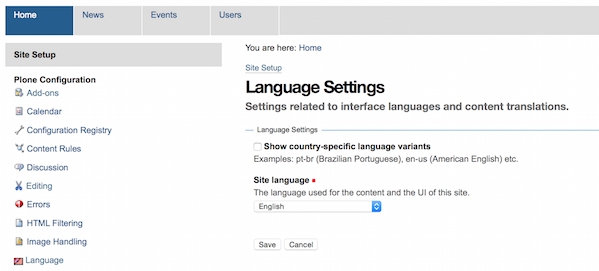 Home News Events Users
Site Setup
Plone Configuration
Add-ons
Calendar
Configuration Registry
Content Rules
Discussion
Editing
Errors
HTML Filtering
Image Handling
Language
You are here: Home
Site Setup
Language Settings
Settings related to interface languages and content translations.
Language Settings
Show country-specific language variants
Examples: pt-br (Brazilian Portuguese), en-us (American English) etc.
Site language
The language used for the content and the UI of this site.
English
Save Cancel